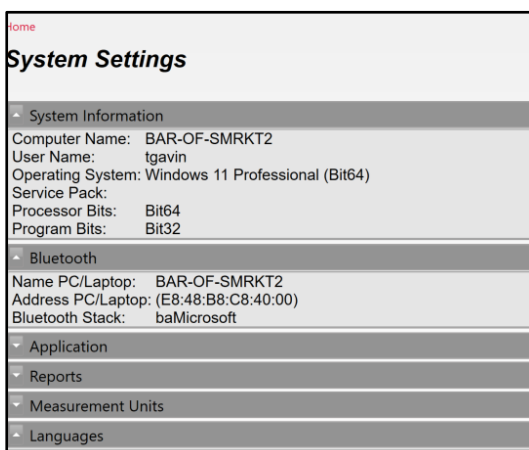 Home
System Settings
System Information
Computer Name: BAR-OF-SMRKT2
User Name: tgavin
Operating System: Windows 11 Professional (Bit64)
Service Pack:
Processor Bits: Bit64
Program Bits: Bit32
Bluetooth
Name PC/Laptop: BAR-OF-SMRKT2
Address PC/Laptop: (E8:48:B8:C8:40:00)
Bluetooth Stack: baMicrosoft
Application
Reports
Measurement Units
Languages